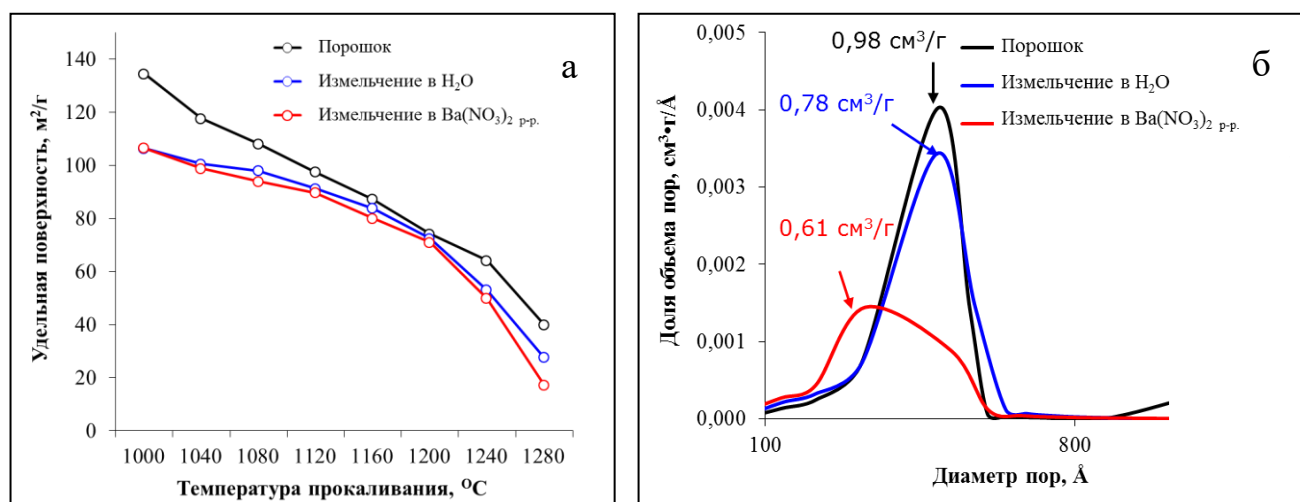 а
Порошок
Измельчение в H2O
Измельчение в Ba(NO3)2 р-р.
Удельная поверхность, м2/г
140
120
100
80
60
40
20
0
1000 1040 1080 1120 1160 1200 1240 1280
Температура прокаливания, ОС
б
0,98 см3/г
0,78 см3/г
0,61 см3/г
Порошок
Измельчение в H2O
Измельчение в Ba(NO3)2 р-р.
Доля объема пор, см3•г/Å
0,005
0,004
0,003
0,002
0,001
0,000
100 800
Диаметр пор, Å